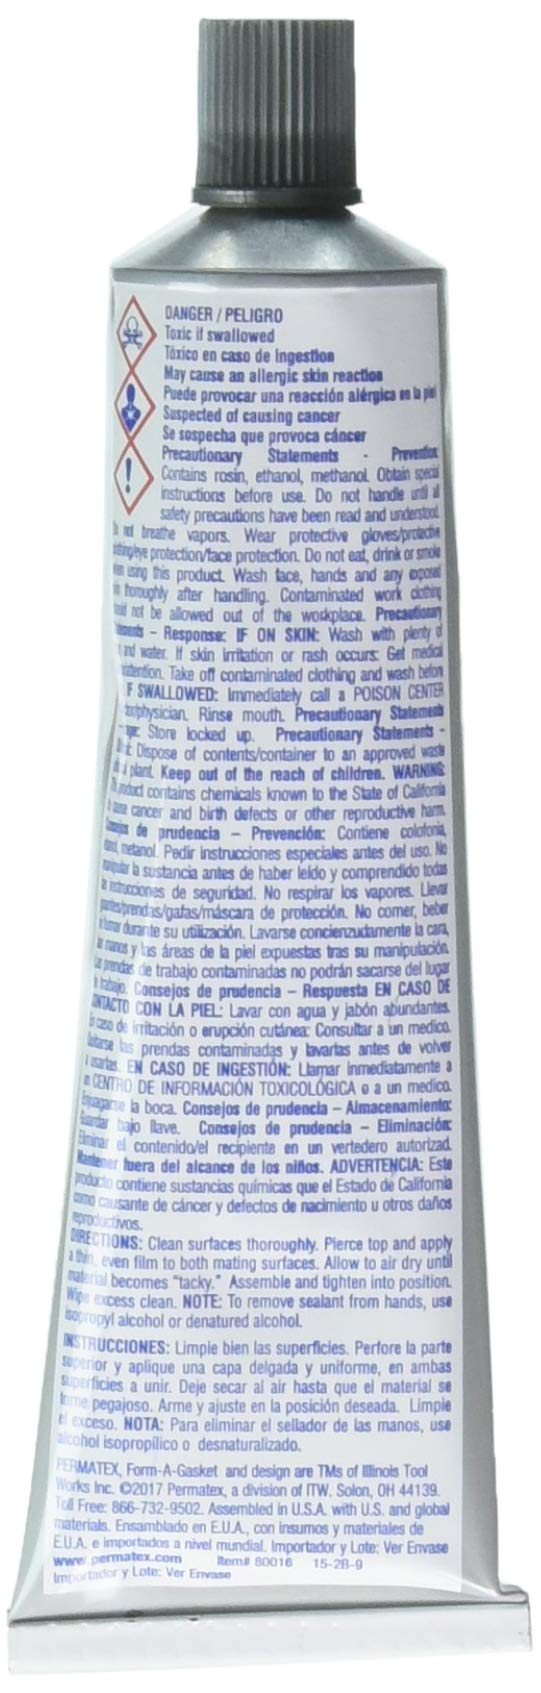 DANGER / PELIGRO
Toxic if swallowed
Tóxico en caso de ingestion
May cause an allergic skin reaction
Puede provocar una reacción alérgica en la piel
Suspected of causing cancer
Se sospecha que provoca cáncer
Precautionary Statements - Prevention:
Contains rosin, ethanol, methanol. Obtain special
instructions before use. Do not handle until all
safety precautions have been read and understood.
Do not breathe vapors. Wear protective gloves/protective
clothing/eye protection/face protection. Do not eat, drink or smoke
when using this product. Wash face, hands and any exposed
thoroughly after handling. Contaminated work clothing
should not be allowed out of the workplace. Precautionary
– Response: IF ON SKIN: Wash with plenty of
and water. If skin irritation or rash occurs: Get medical
Take off contaminated clothing and wash before
IF SWALLOWED: Immediately call a POISON CENTER
Rinse mouth. Precautionary Statements
Store locked up. Precautionary Statements -
Dispose of contents/container to an approved waste
plant. Keep out of the reach of children. WARNING:
product contains chemicals known to the State of California
cause cancer and birth defects or other reproductive harm.
Consejos de prudencia – Prevención: Contiene colofonia,
metanol. Pedir instrucciones especiales antes del uso. No
manipular la sustancia antes de haber leído y comprendido todas
instrucciones de seguridad. No respirar los vapores. Llevar
guantes/prendas/gafas/máscara de protección. No comer, beber
fumar durante su utilización. Lavarse concienzudamente la cara,
las manos y las áreas de la piel expuestas tras su manipulación.
Las prendas de trabajo contaminadas no podrán sacarse del lugar
de trabajo. Consejos de prudencia – Respuesta EN CASO DE
CONTACTO CON LA PIEL: Lavar con agua y jabón abundantes.
En caso de irritación o erupción cutánea: Consultar a un medico.
Quitarse las prendas contaminadas y lavarlas antes de volver
a usarlas. EN CASO DE INGESTIÓN: Llamar inmediatamente a
un CENTRO DE INFORMACIÓN TOXICOLÓGICA o a un medico.
Enjuagarse la boca. Consejos de prudencia – Almacenamiento:
Guardar bajo llave. Consejos de prudencia – Eliminación:
Eliminar el contenido/el recipiente en un vertedero autorizad.
Mantener fuera del alcance de los niños. ADVERTENCIA: Este
producto contiene sustancias químicas que el Estado de California
como causante de cáncer y defectos de nacimiento u otros daños
reproductivos.
DIRECTIONS: Clean surfaces thoroughly. Pierce top and apply
a thin, even film to both mating surfaces. Allow to air dry until
material becomes "tacky." Assemble and tighten into position.
Wipe excess clean. NOTE: To remove sealant from hands, use
isopropyl alcohol or denatured alcohol.
INSTRUCCIONES: Limpie bien las superficies. Perfore la parte
superior y aplique una capa delgada y uniforme, en ambas
superficies a unir. Deje secar al air hasta que el material se
torne pegajoso. Arme y ajuste en la posición deseada. Limpie
el exceso. NOTA: Para eliminar el sellador de las manos, use
alcohol isopropílico o desnaturalizado.
PERMATEX, Form-A-Gasket and design are TMs of Illinois Tool
Works Inc. ©2017 Permatex, a division of ITW. Solon, OH 44139.
Toll Free: 866-732-9502. Assembled in U.S.A. with U.S. and global
materials. Ensamblado en E.U.A., con insumos y materiales de
E.U.A. e importados a nivel mundial. Importador y Lote: Ver Envase
www.permatex.com Item# 80016 15-2B-9
Importador y Lote: Ver Envase